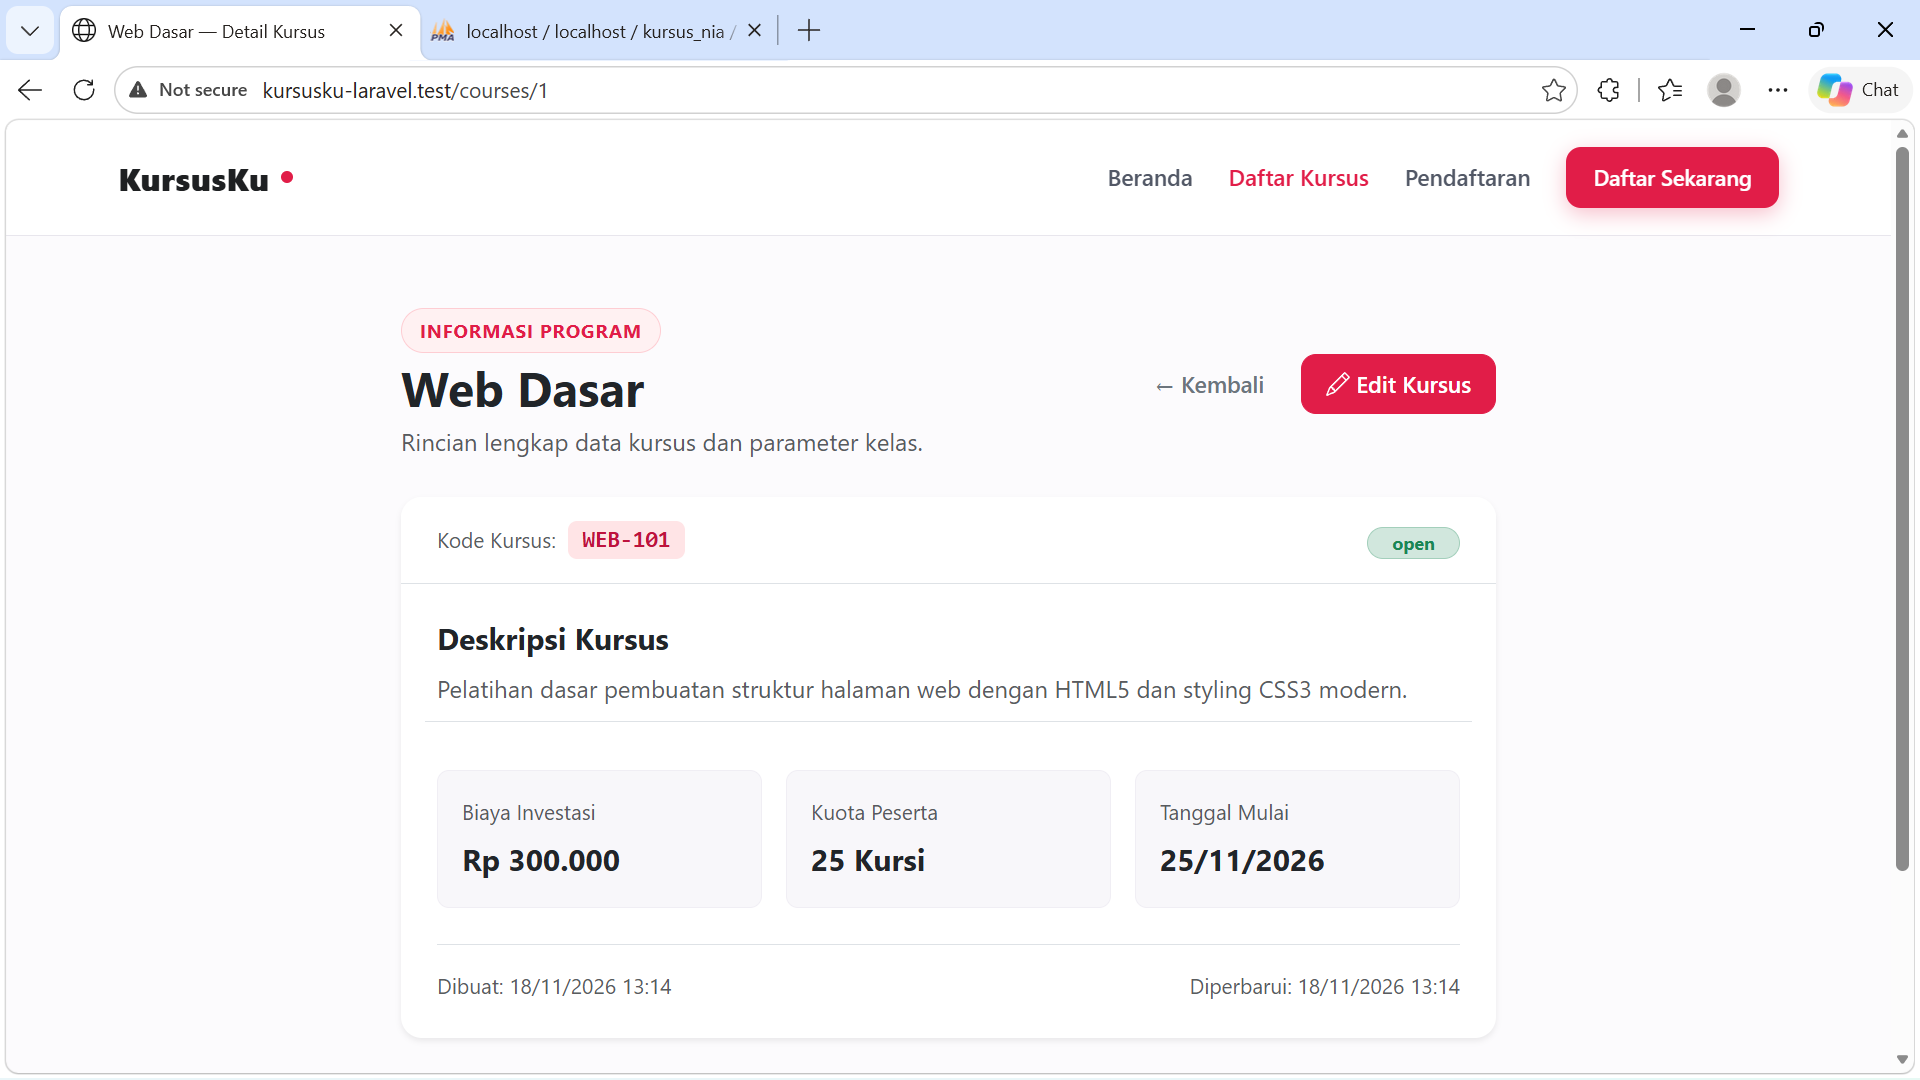 Web Dasar — Detail Kursus
localhost / localhost / kursus_nia /
Not secure
kursusku-laravel.test/courses/1
Chat
KursusKu
Beranda
Daftar Kursus
Pendaftaran
Daftar Sekarang
INFORMASI PROGRAM
Web Dasar
← Kembali
Edit Kursus
Rincian lengkap data kursus dan parameter kelas.
Kode Kursus: WEB-101
open
Deskripsi Kursus
Pelatihan dasar pembuatan struktur halaman web dengan HTML5 dan styling CSS3 modern.
Biaya Investasi
Rp 300.000
Kuota Peserta
25 Kursi
Tanggal Mulai
25/11/2026
Dibuat: 18/11/2026 13:14
Diperbarui: 18/11/2026 13:14